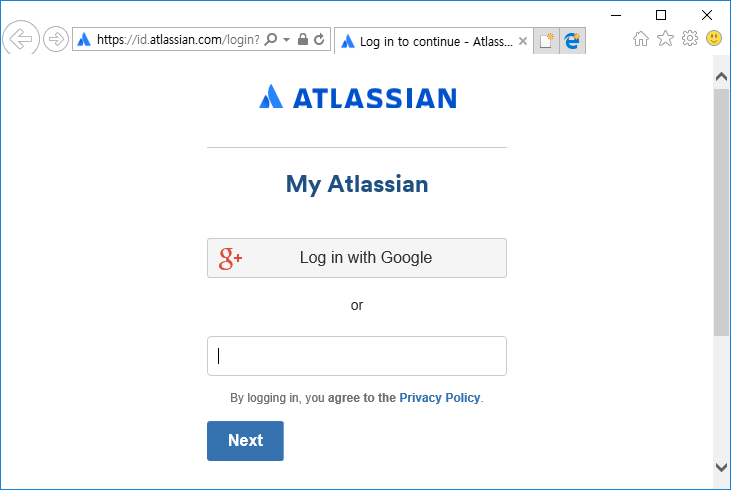 https://id.atlassian.com/login?
Log in to continue - Atlass...
ATLASSIAN
My Atlassian
g+ Log in with Google
or
By logging in, you agree to the Privacy Policy.
Next